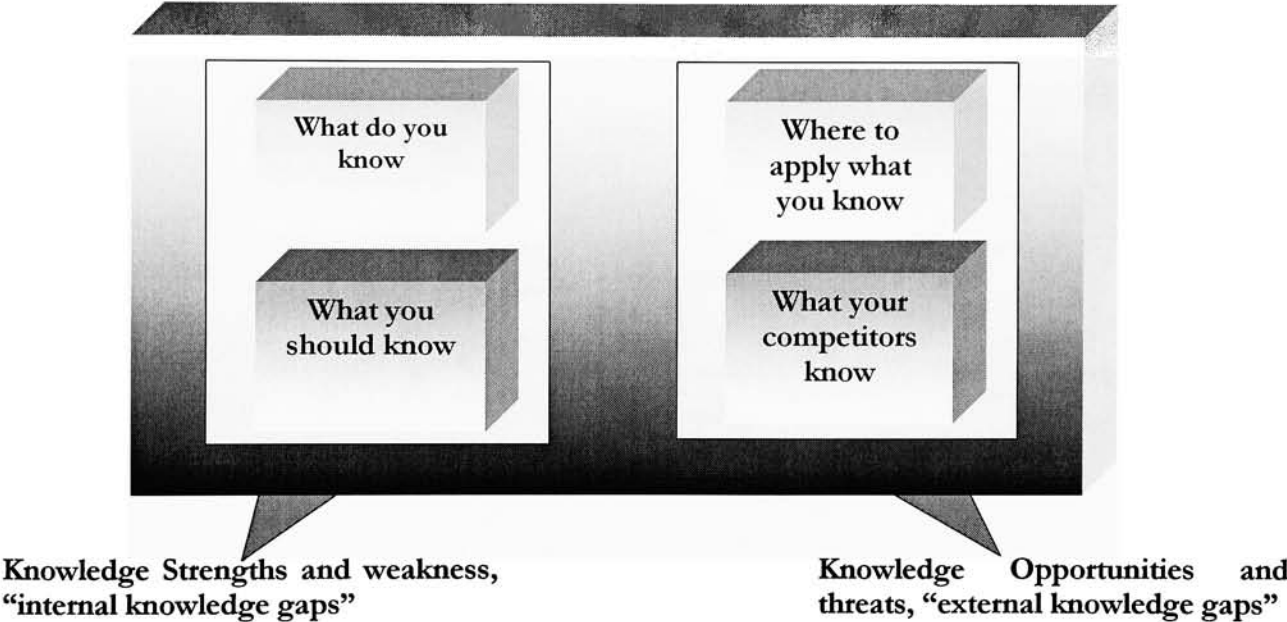 What do you
know
What you
should know
Where to
apply what
you know
What your
competitors
know
Knowledge Strengths and weakness,
“internal knowledge gaps”
Knowledge Opportunities and
threats, “external knowledge gaps”